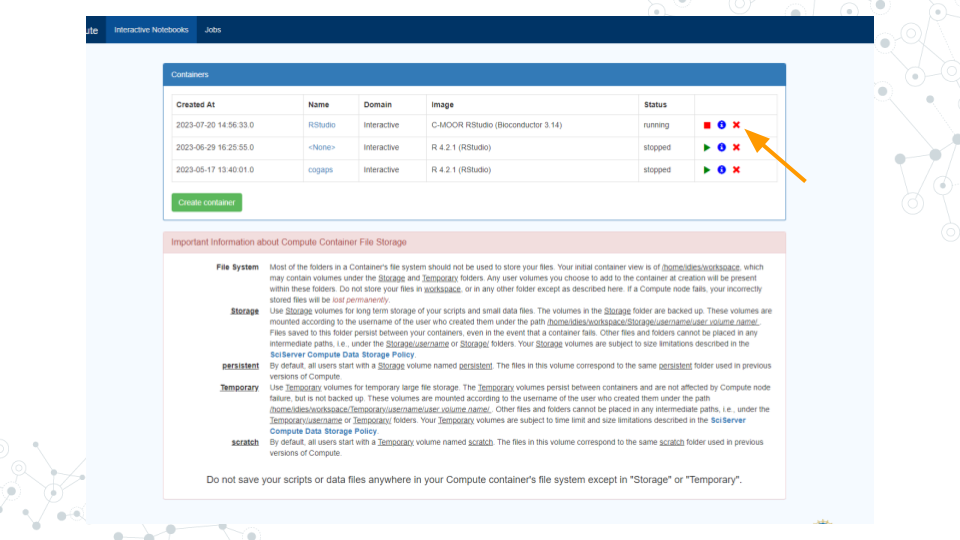 ute Interactive Notebooks Jobs
Containers
Created At Name Domain Image Status
2023-07-20 14:56:33.0 RStudio Interactive C-MOOR RStudio (Bioconductor 3.14) running
2023-06-29 16:25:55.0 <None> Interactive R 4.2.1 (RStudio) stopped
2023-05-17 13:40:01.0 cogaps Interactive R 4.2.1 (RStudio) stopped
Create container
Important Information about Compute Container File Storage
File System Most of the folders in a Container's file system should not be used to store your files. Your initial container view is of /home/idies/workspace, which
may contain volumes under the Storage and Temporary folders. Any user volumes you choose to add to the container at creation will be present
within these folders. Do not store your files in workspace, or in any other folder except as described here. If a Compute node fails, your incorrectly
stored files will be lost permanently.
Storage Use Storage volumes for long term storage of your scripts and small data files. The volumes in the Storage folder are backed up. These volumes are
mounted according to the username of the user who created them under the path /home/idies/workspace/Storage/username/user volume name/ .
Files saved to this folder persist between your containers, even in the event that a container fails. Other files and folders cannot be placed in any
intermediate paths, i.e., under the Storage/username or Storage/ folders. Your Storage volumes are subject to size limitations described in the
SciServer Compute Data Storage Policy.
persistent By default, all users start with a Storage volume named persistent. The files in this volume correspond to the same persistent folder used in previous
versions of Compute.
Temporary Use Temporary volumes for temporary large file storage. The Temporary volumes persist between containers and are not affected by Compute node
failure, but is not backed up. These volumes are mounted according to the username of the user who created them under the path
/home/idies/workspace/Temporary/username/user volume name/ . Other files and folders cannot be placed in any intermediate paths, i.e., under the
Temporary/username or Temporary/ folders. Your Temporary volumes are subject to time limit and size limitations described in the SciServer
Compute Data Storage Policy.
scratch By default, all users start with a Temporary volume named scratch. The files in this volume correspond to the same scratch folder used in previous
versions of Compute.
Do not save your scripts or data files anywhere in your Compute container's file system except in "Storage" or "Temporary".